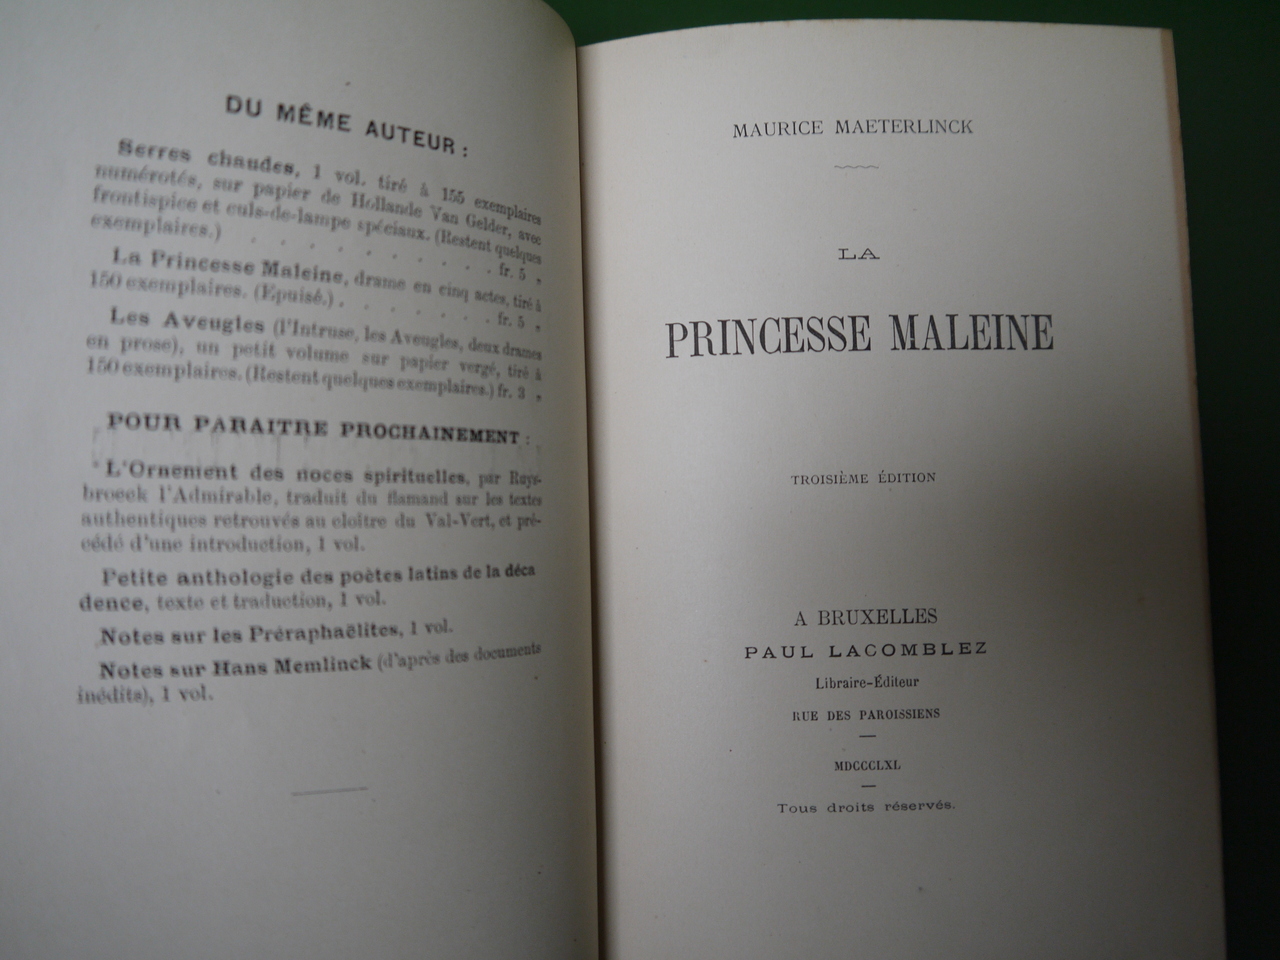 DU MÊME AUTEUR :
Serres chaudes, 1 vol. tiré à 155 exemplaires
numérotés, sur papier de Hollande Van Gelder, avec
frontispice et culs-de-lampe spéciaux. (Restent quelques
exemplaires.) . . . . . . . . fr. 5 „
La Princesse Maleine, drame en cinq actes, tiré à
150 exemplaires. (Epuisé.) . . . . . . fr. 5 „
Les Aveugles (l'Intruse, les Aveugles, deux drames
en prose), un petit volume sur papier vergé, tiré à
150 exemplaires. (Restent quelques exemplaires.) fr. 3 „
POUR PARAITRE PROCHAINEMENT :
L'Ornement des noces spirituelles, par Ruys-
broeck l'Admirable, traduit du flamand sur les textes
authentiques retrouvés au cloître du Val-Vert, et pré-
cédé d'une introduction, 1 vol.
Petite anthologie des poètes latins de la déca
dence, texte et traduction, 1 vol.
Notes sur les Préraphaëlites, 1 vol.
Notes sur Hans Memlinck (d'après des documents
inédits), 1 vol.
MAURICE MAETERLINCK
LA
PRINCESSE MALEINE
TROISIÈME ÉDITION
A BRUXELLES
PAUL LACOMBLEZ
Libraire-Éditeur
RUE DES PAROISSIENS
MDCCCLXL
Tous droits réservés.